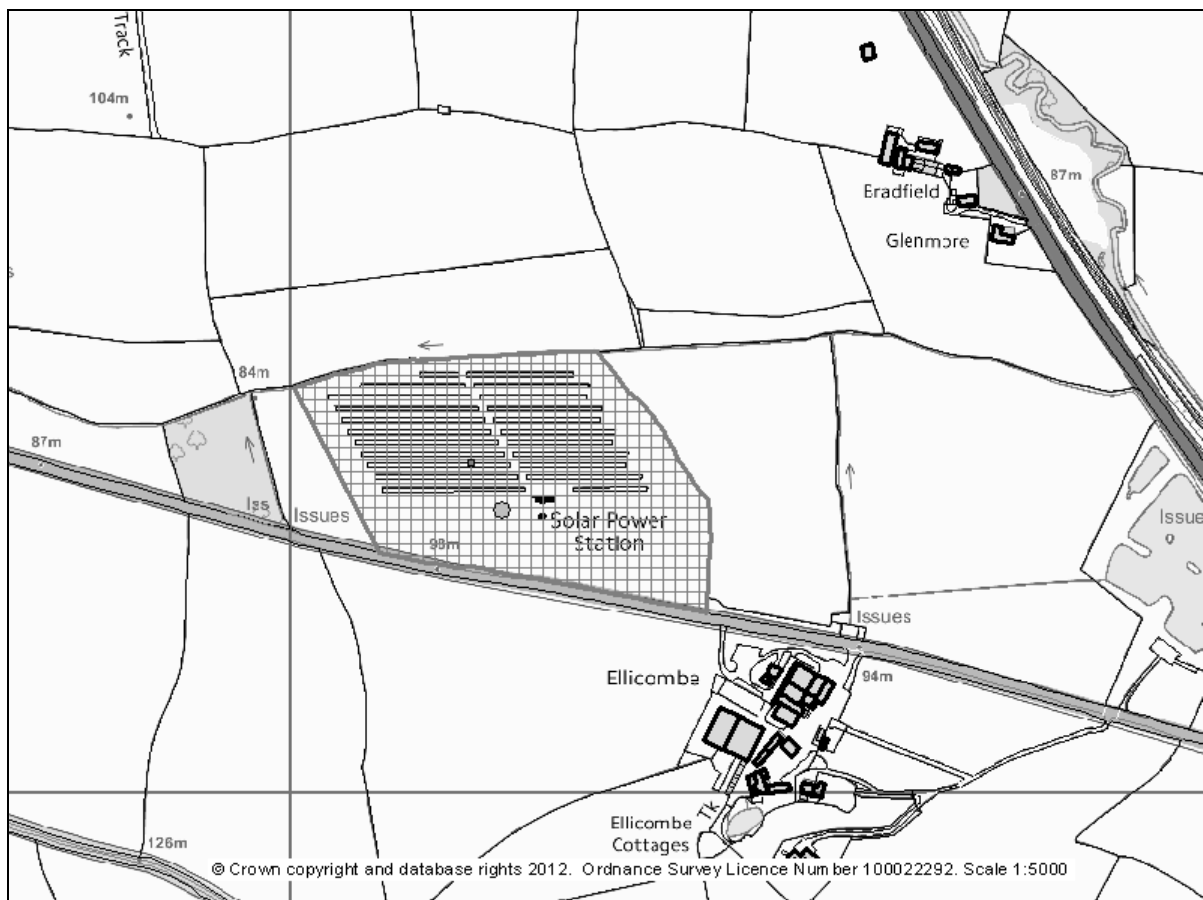 Track
104m
Bradfield
87m
Glenmore
84m
87m
Iss
Issues
98m
Solar Power
Station
Issue
Issues
Ellicombe
94m
Tk
Ellicombe
Cottages
126m
© Crown copyright and database rights 2012. Ordnance Survey Licence Number 100022292. Scale 1:5000